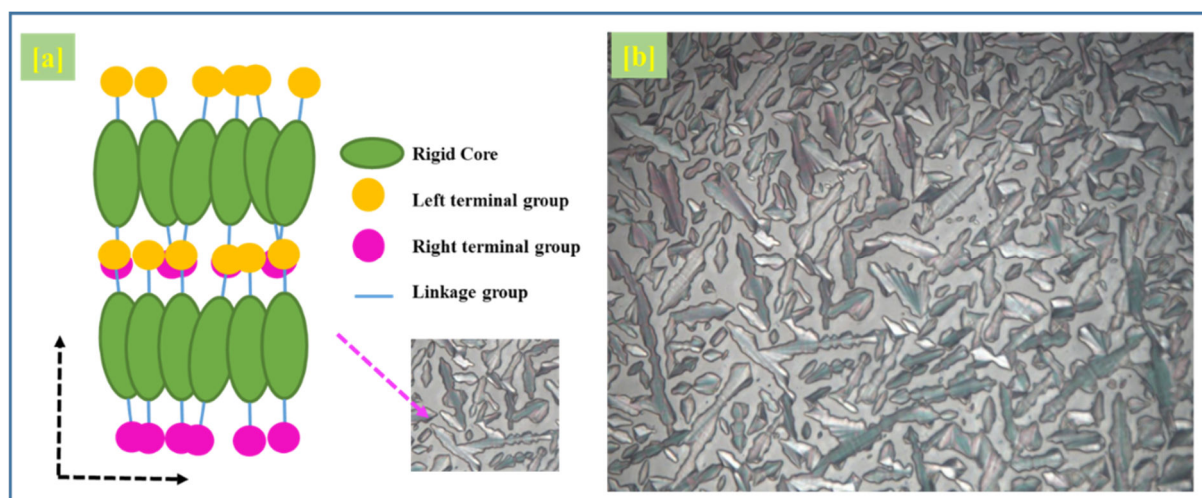 [a]
Rigid Core
Left terminal group
Right terminal group
Linkage group
[b]